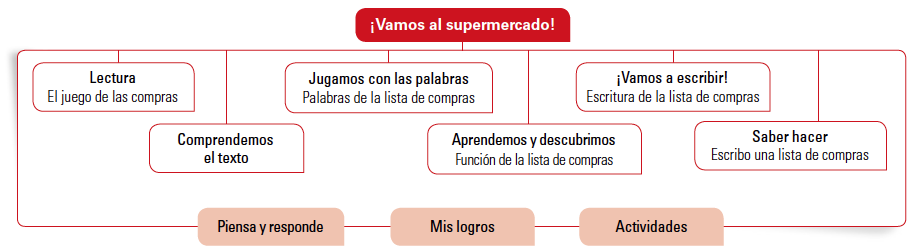 ¡Vamos al supermercado!
Lectura
El juego de las compras
Comprendemos
el texto
Jugamos con las palabras
Palabras de la lista de compras
Aprendemos y descubrimos
Función de la lista de compras
¡Vamos a escribir!
Escritura de la lista de compras
Saber hacer
Escribo una lista de compras
Piensa y responde
Mis logros
Actividades